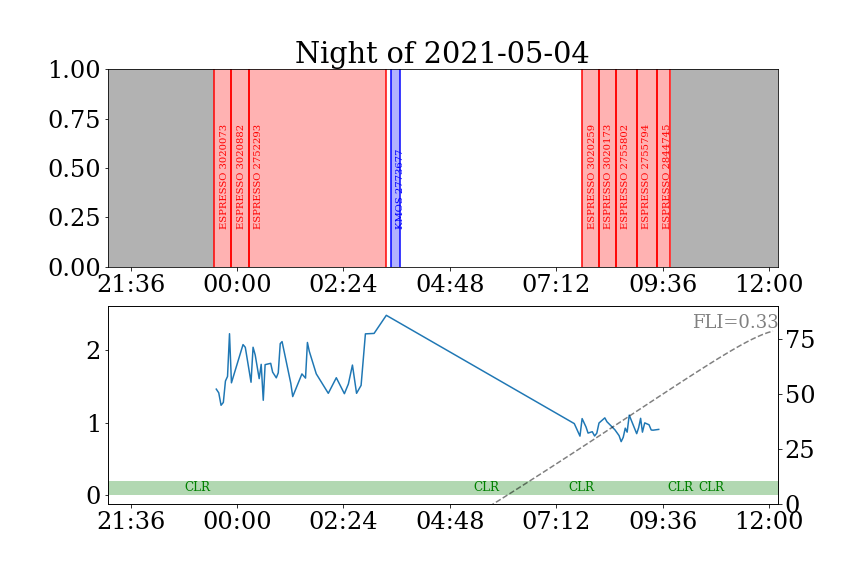 Night of 2021-05-04
1.00
0.75
0.50
0.25
0.00
ESPRESSO 3020073
ESPRESSO 3020882
ESPRESSO 2752293
KMOS 2773677
ESPRESSO 3020259
ESPRESSO 3020173
ESPRESSO 2755802
ESPRESSO 2755794
ESPRESSO 2844745
21:36 00:00 02:24 04:48 07:12 09:36 12:00
FLI=0.33
2
1
0
75
50
25
0
CLR CLR CLR CLR CLR
21:36 00:00 02:24 04:48 07:12 09:36 12:00